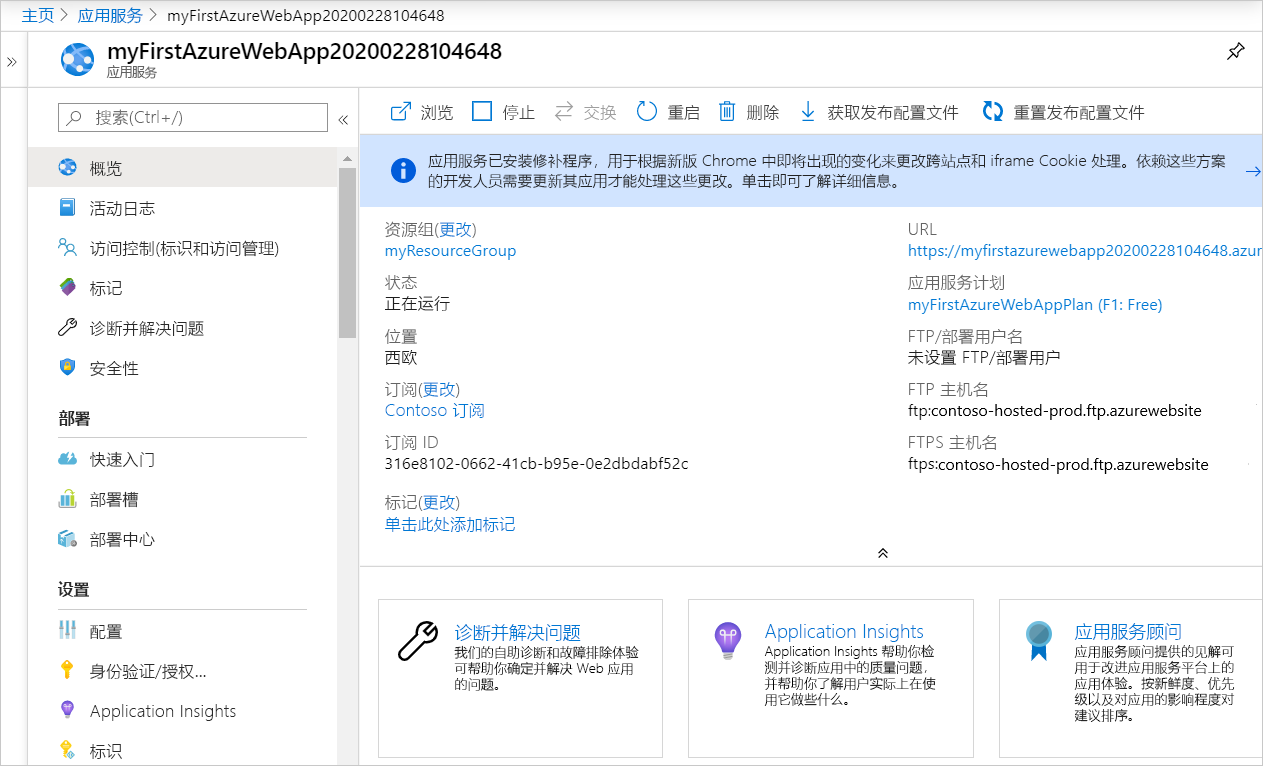 主页 > 应用服务 > myFirstAzureWebApp20200228104648
myFirstAzureWebApp20200228104648
应用服务
搜索(Ctrl+/)
概览
活动日志
访问控制(标识和访问管理)
标记
诊断并解决问题
安全性
部署
快速入门
部署槽
部署中心
设置
配置
身份验证/授权...
Application Insights
标识
浏览 停止 交换 重启 删除 获取发布配置文件 重置发布配置文件
应用服务已安装修补程序，用于根据新版 Chrome 中即将出现的变化来更改跨站点和 iframe Cookie 处理。依赖这些方案
的开发人员需要更新其应用才能处理这些更改。单击即可了解详细信息。
资源组(更改)
myResourceGroup
状态
正在运行
位置
西欧
订阅(更改)
Contoso 订阅
订阅 ID
316e8102-0662-41cb-b95e-0e2dbdabf52c
标记(更改)
单击此处添加标记
URL
https://myfirstazurewebapp20200228104648.azur
应用服务计划
myFirstAzureWebAppPlan (F1: Free)
FTP/部署用户名
未设置 FTP/部署用户
FTP 主机名
ftp:contoso-hosted-prod.ftp.azurewebsite
FTPS 主机名
ftps:contoso-hosted-prod.ftp.azurewebsite
诊断并解决问题
我们的自助诊断和故障排除体验
可帮助你确定并解决 Web 应用
的问题。
Application Insights
Application Insights 帮助你检
测并诊断应用中的质量问题，
并帮助你了解用户实际上在使
用它做些什么。
应用服务顾问
应用服务顾问提供的见解可
用于改进应用服务平台上的
应用体验。按新鲜度、优先
级以及对应用的影响程度对
建议排序。